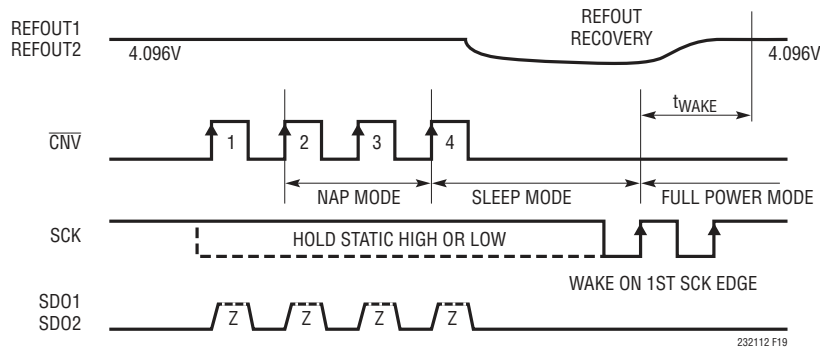 REFOUT1
REFOUT2
4.096V
REFOUT
RECOVERY
4.096V
tWAKE
CNV
1
2
3
4
NAP MODE
SLEEP MODE
FULL POWER MODE
SCK
HOLD STATIC HIGH OR LOW
WAKE ON 1ST SCK EDGE
SDO1
SDO2
Z
Z
Z
Z
232112 F19